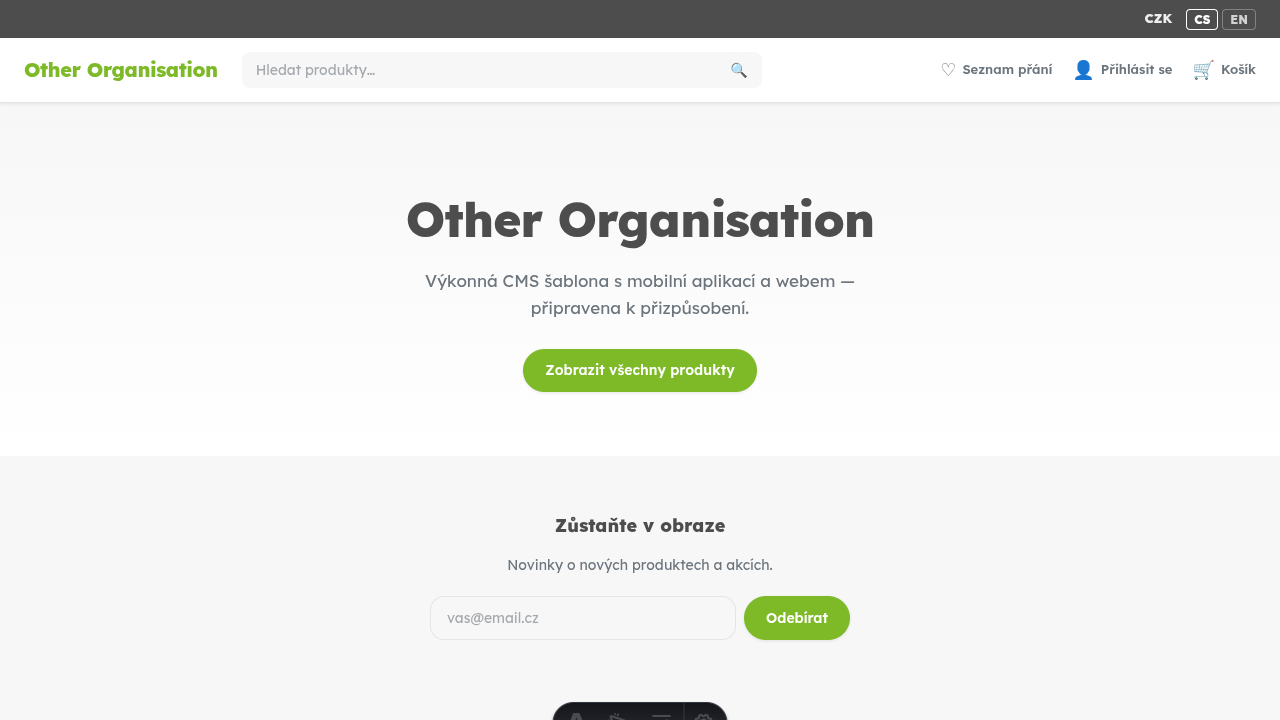 CZK CS EN
Other Organisation Hledat produkty… Seznam přání Přihlásit se Košík
Other Organisation
Výkonná CMS šablona s mobilní aplikací a webem —
připravena k přizpůsobení.
Zobrazit všechny produkty
Zůstaňte v obraze
Novinky o nových produktech a akcích.
vas@email.cz Odebírat